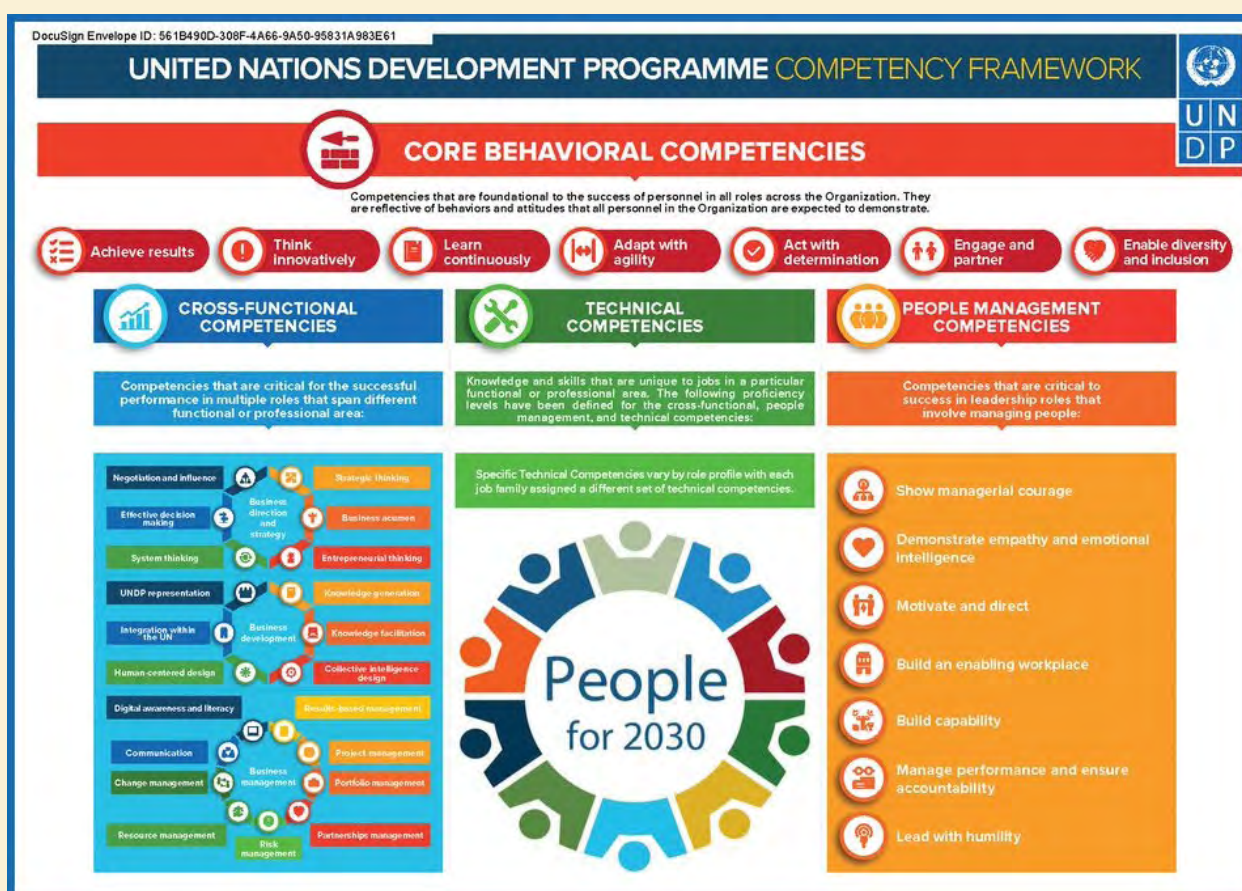 DocuSign Envelope ID: 561B490D-308F-4A66-9A50-95831A983E61
UNITED NATIONS DEVELOPMENT PROGRAMME COMPETENCY FRAMEWORK
U N
D P
CORE BEHAVIORAL COMPETENCIES
Competencies that are foundational to the success of personnel in all roles across the Organization. They
are reflective of behaviors and attitudes that all personnel in the Organization are expected to demonstrate.
Achieve results
Think
innovatively
Learn
continuously
Adapt with
agility
Act with
determination
Engage and
partner
Enable diversity
and inclusion
CROSS-FUNCTIONAL
COMPETENCIES
Competencies that are critical for the successful
performance in multiple roles that span different
functional or professional area:
Negotiation and influence
Strategic thinking
Effective decision
making
Business acumen
System thinking
Entrepreneurial thinking
Business
direction
and
strategy
UNDP representation
Knowledge generation
Integration within
the UN
Knowledge facilitation
Human-centered design
Collective intelligence
design
Business
development
Digital awareness and literacy
Results-based management
Communication
Project management
Change management
Portfolio management
Resource management
Partnerships management
Risk
management
Business
management
TECHNICAL
COMPETENCIES
Knowledge and skills that are unique to jobs in a particular
functional or professional area. The following proficiency
levels have been defined for the cross-functional, people
management, and technical competencies:
Specific Technical Competencies vary by role profile with each
job family assigned a different set of technical competencies.
People
for 2030
PEOPLE MANAGEMENT
COMPETENCIES
Competencies that are critical to
success in leadership roles that
involve managing people:
Show managerial courage
Demonstrate empathy and emotional
intelligence
Motivate and direct
Build an enabling workplace
Build capability
Manage performance and ensure
accountability
Lead with humility